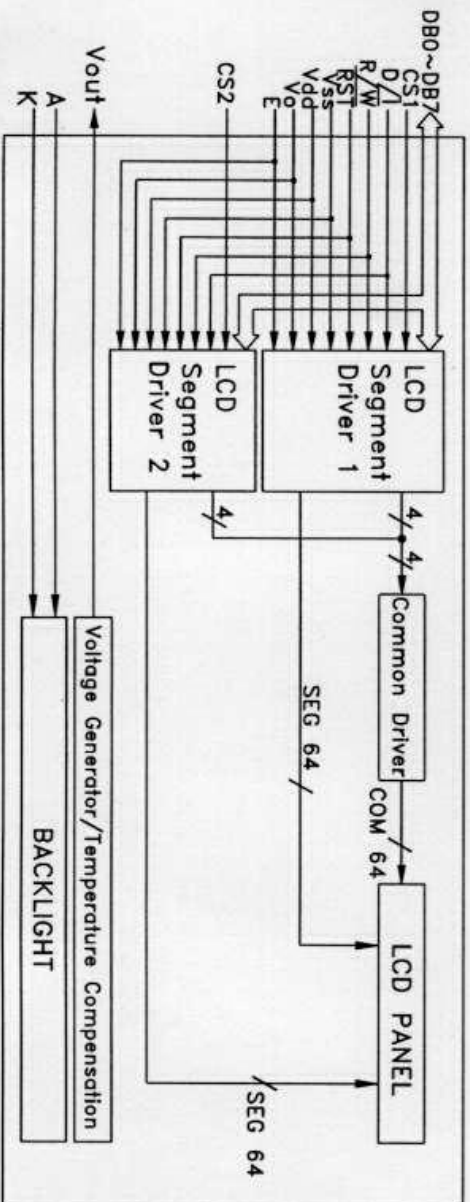 DB0~DB7
CS1
D/I
R/W
RST
Vss
Vdd
Vo
E
CS2
Vout
A
K
LCD
Segment
Driver 1
LCD
Segment
Driver 2
4
4
4
Common Driver
COM 64
LCD PANEL
SEG 64
SEG 64
Voltage Generator/Temperature Compensation
BACKLIGHT